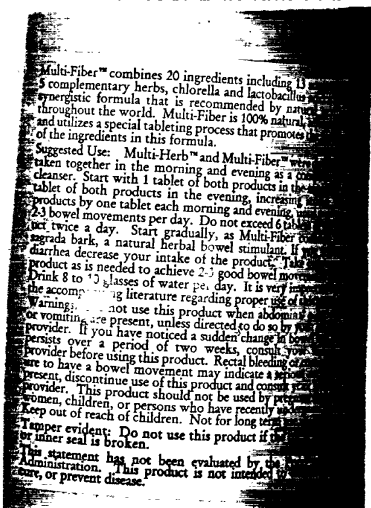 Multi-Fiber™ combines 20 ingredients including 13
5 complementary herbs, chlorella and lactobacillus
synergistic formula that is recommended by
throughout the world. Multi-Fiber is 100% natural,
and utilizes a special tableting process that promotes
of the ingredients in this formula.
Suggested Use: Multi-Herb™ and Multi-Fiber™ were
taken together in the morning and evening as a
cleanser. Start with 1 tablet of both products in the
tablet of both products in the evening, increasing
products by one tablet each morning and evening,
2-3 bowel movements per day. Do not exceed 6
twice a day. Start gradually, as Multi-Fiber
sagrada bark, a natural herbal bowel stimulant. If
diarrhea decrease your intake of the product. Take
product as is needed to achieve 2-3 good bowel
Drink 8 to 10 glasses of water per day. It is very
the literature regarding proper use of
Warning: not use this product when abdominal
or vomiting are present, unless directed to do so by
provider. If you have noticed a sudden change in
persists over a period of two weeks, consult your
provider before using this product. Rectal bleeding or
to have a bowel movement may indicate a serious
present, discontinue use of this product and consult
provider. This product should not be used by
women, children, or persons who have recently
Keep out of reach of children. Not for long term
Tamper evident: Do not use this product if
or inner seal is broken.
This statement has not been evaluated by the
Administration. This product is not intended
cure, or prevent disease.